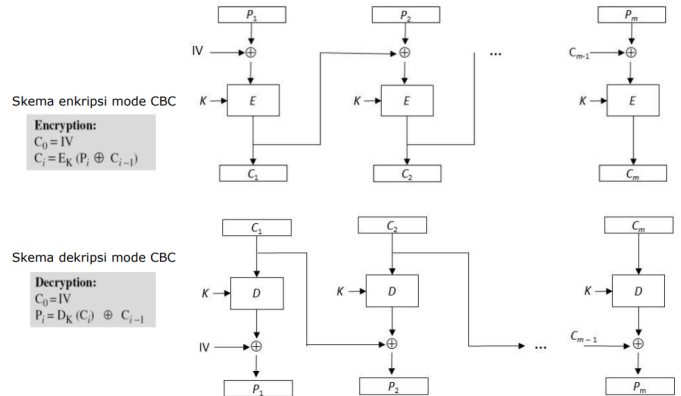 P₁ P₂ Pₘ
IV ⊕ ⊕ ... Cₘ₋₁ ⊕
K E K E K E
Skema enkripsi mode CBC
Encryption:
C₀ = IV
Cᵢ = E_K (Pᵢ ⊕ Cᵢ₋₁)
C₁ C₂ Cₘ
C₁ C₂ Cₘ
Skema dekripsi mode CBC
Decryption:
C₀ = IV
Pᵢ = D_K (Cᵢ) ⊕ Cᵢ₋₁
K D K D K D
IV ⊕ ⊕ ... Cₘ₋₁ ⊕
P₁ P₂ Pₘ